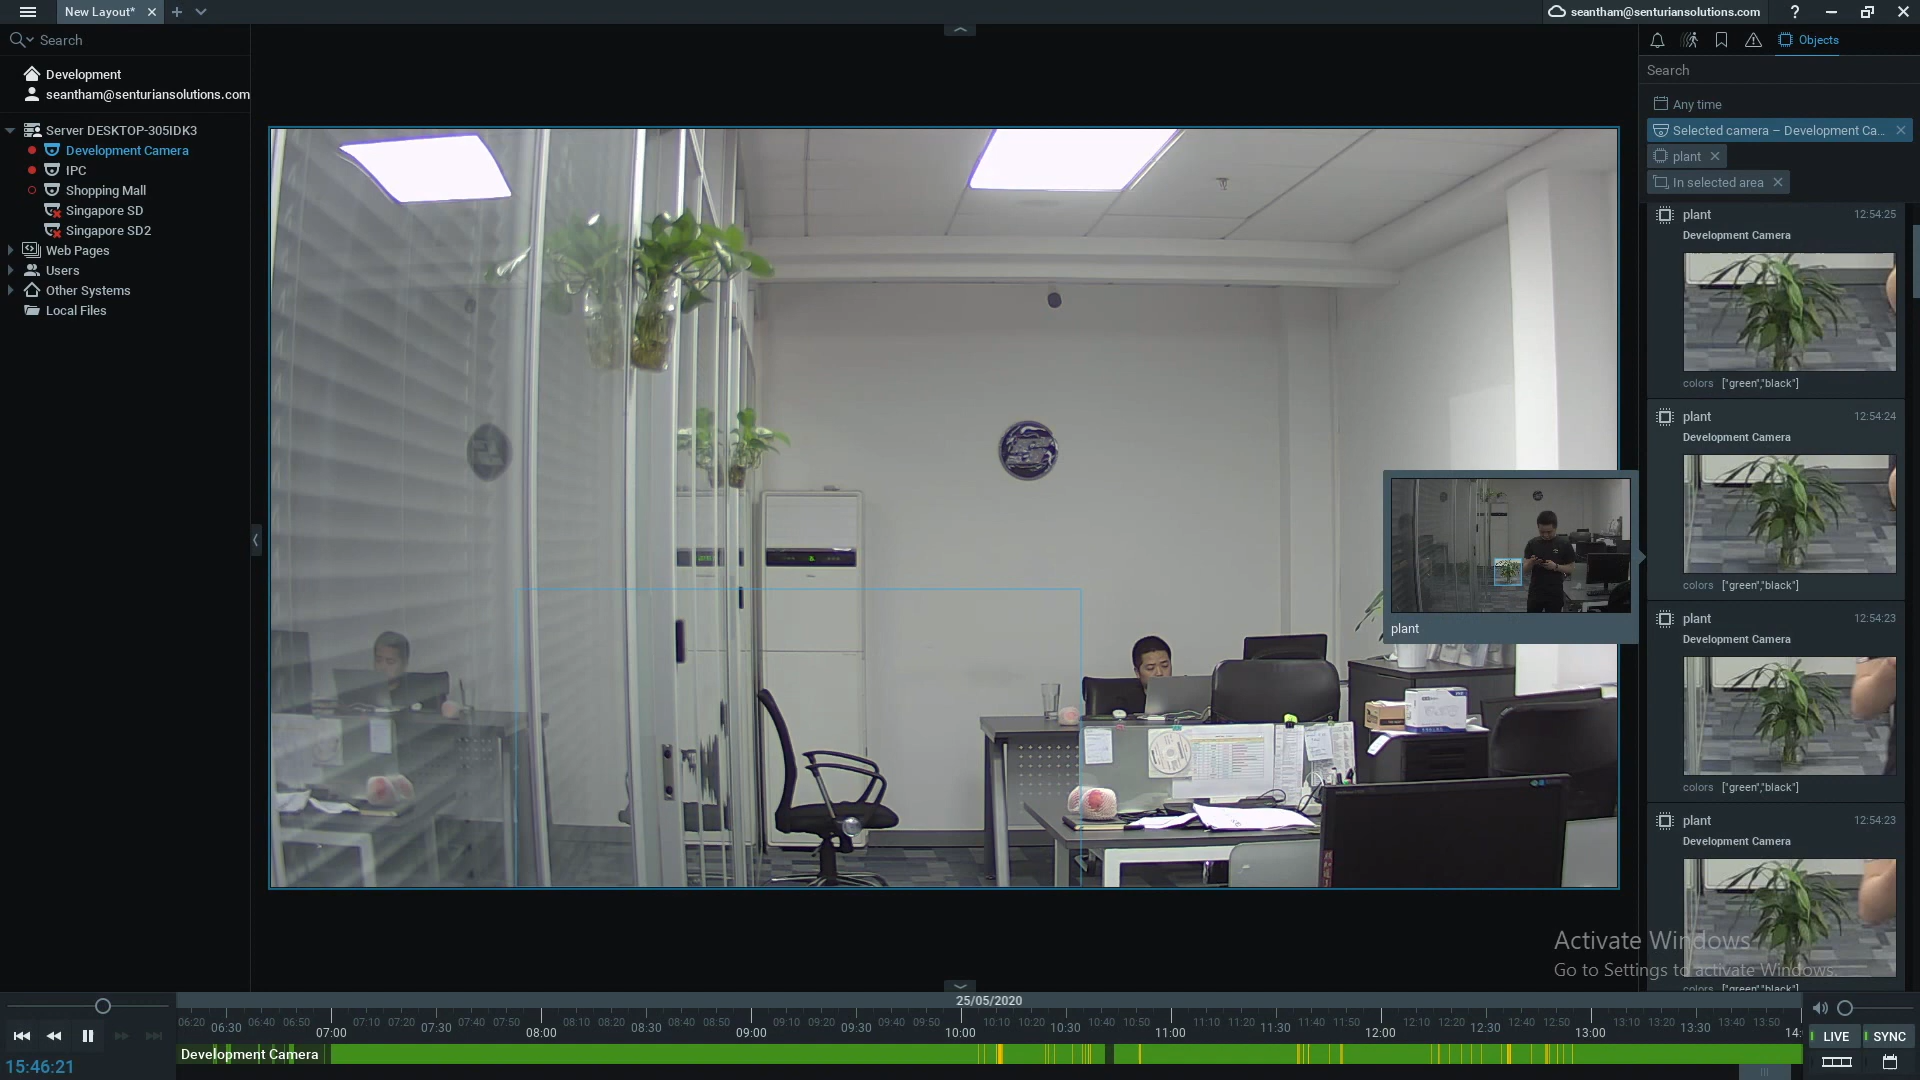 New Layout*
seantham@senturiansolutions.com
?
Search
Development
seantham@senturiansolutions.com
Server DESKTOP-305IDK3
Development Camera
IPC
Shopping Mall
Singapore SD
Singapore SD2
Web Pages
Users
Other Systems
Local Files
plant
Objects
Search
Any time
Selected camera – Development Ca...
plant
In selected area
plant 12:54:25
Development Camera
colors ["green","black"]
plant 12:54:24
Development Camera
colors ["green","black"]
plant 12:54:23
Development Camera
colors ["green","black"]
plant 12:54:23
Development Camera
colors ["green","black"]
Activate Windows
Go to Settings to activate Windows.
25/05/2020
06:20 06:30 06:40 06:50 07:00 07:10 07:20 07:30 07:40 07:50 08:00 08:10 08:20 08:30 08:40 08:50 09:00 09:10 09:20 09:30 09:40 09:50 10:00 10:10 10:20 10:30 10:40 10:50 11:00 11:10 11:20 11:30 11:40 11:50 12:00 12:10 12:20 12:30 12:40 12:50 13:00 13:10 13:20 13:30 13:40 13:50 14:
Development Camera
15:46:21
LIVE SYNC